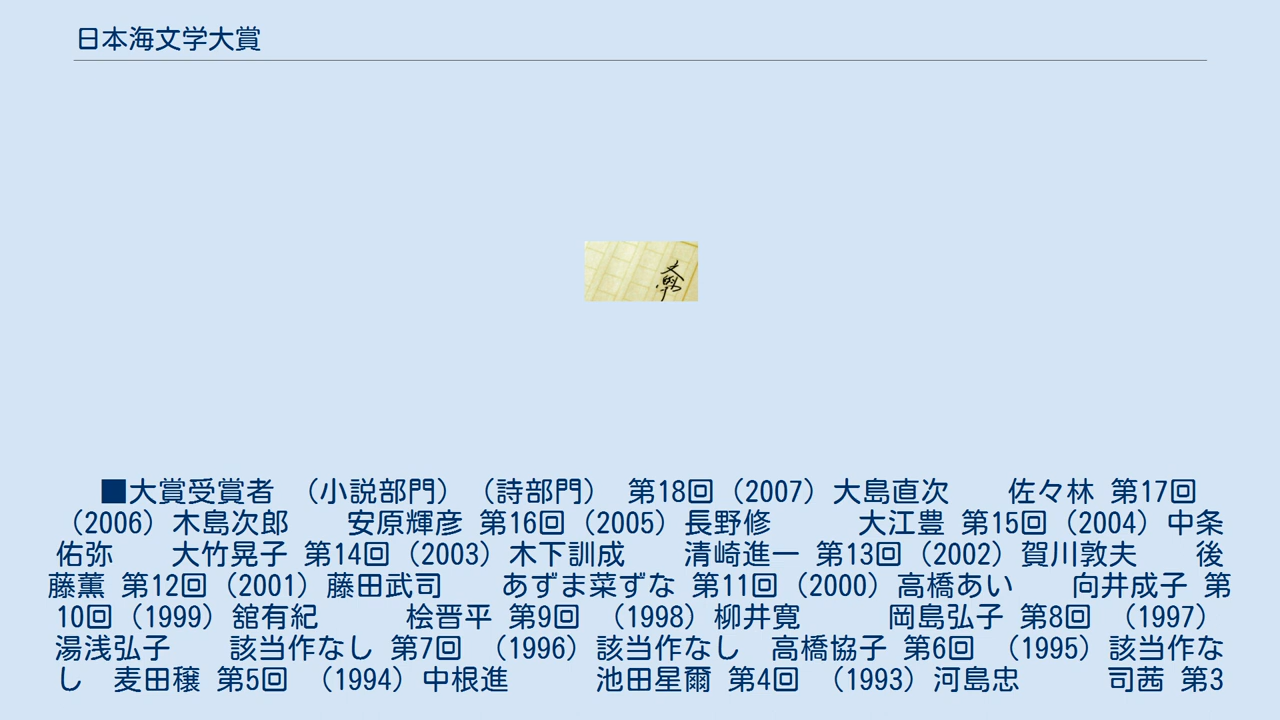 日本海文学大賞
■大賞受賞者 （小説部門）（詩部門） 第18回（2007）大島直次　　佐々林 第17回
（2006）木島次郎　　安原輝彦 第16回（2005）長野修　　　大江豊 第15回（2004）中条
佑弥　　大竹晃子 第14回（2003）木下訓成　　清崎進一 第13回（2002）賀川敦夫　　後
藤薫 第12回（2001）藤田武司　　あずま菜ずな 第11回（2000）高橋あい　　向井成子 第
10回（1999）舘有紀　　　桧晋平 第9回 （1998）柳井寛　　　岡島弘子 第8回 （1997）
湯浅弘子　　該当作なし 第7回 （1996）該当作なし　高橋協子 第6回 （1995）該当作な
し　麦田穣 第5回 （1994）中根進　　　池田星爾 第4回 （1993）河島忠　　　司茜 第3